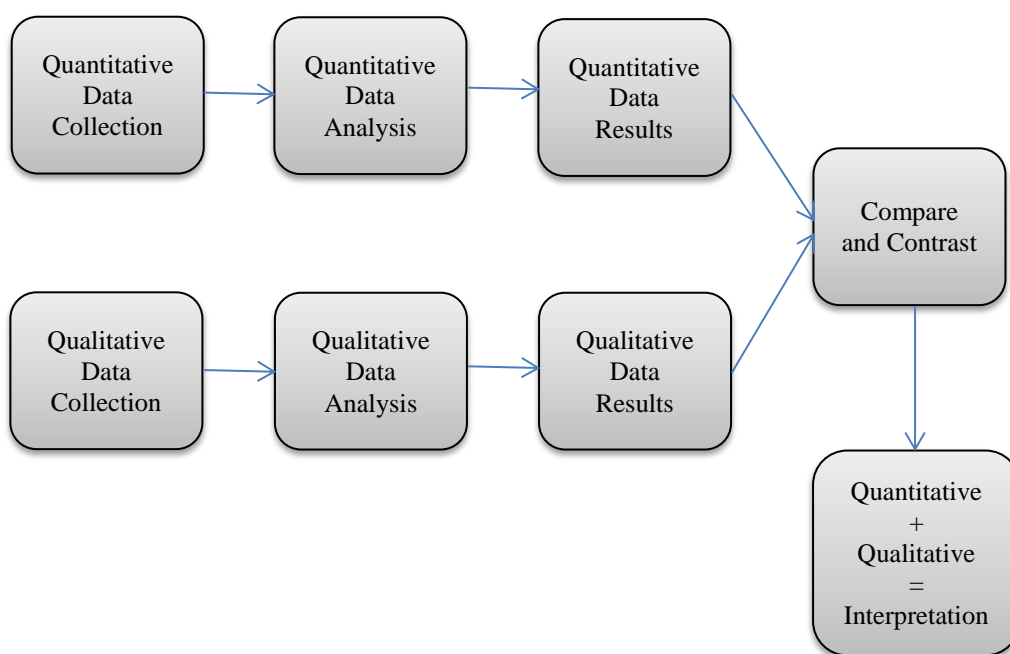 Quantitative
Data
Collection
Quantitative
Data
Analysis
Quantitative
Data
Results
Compare
and Contrast
Qualitative
Data
Collection
Qualitative
Data
Analysis
Qualitative
Data
Results
Quantitative
+
Qualitative
=
Interpretation